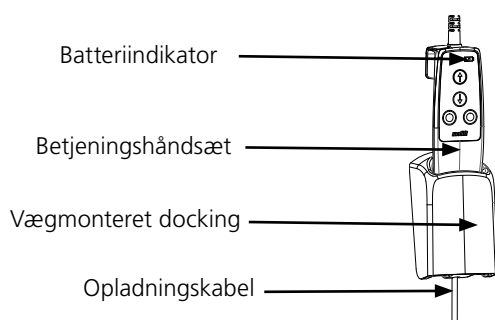 Batteriindikator
Betjeningshåndsæt
Vægmonteret docking
Opladningskabel